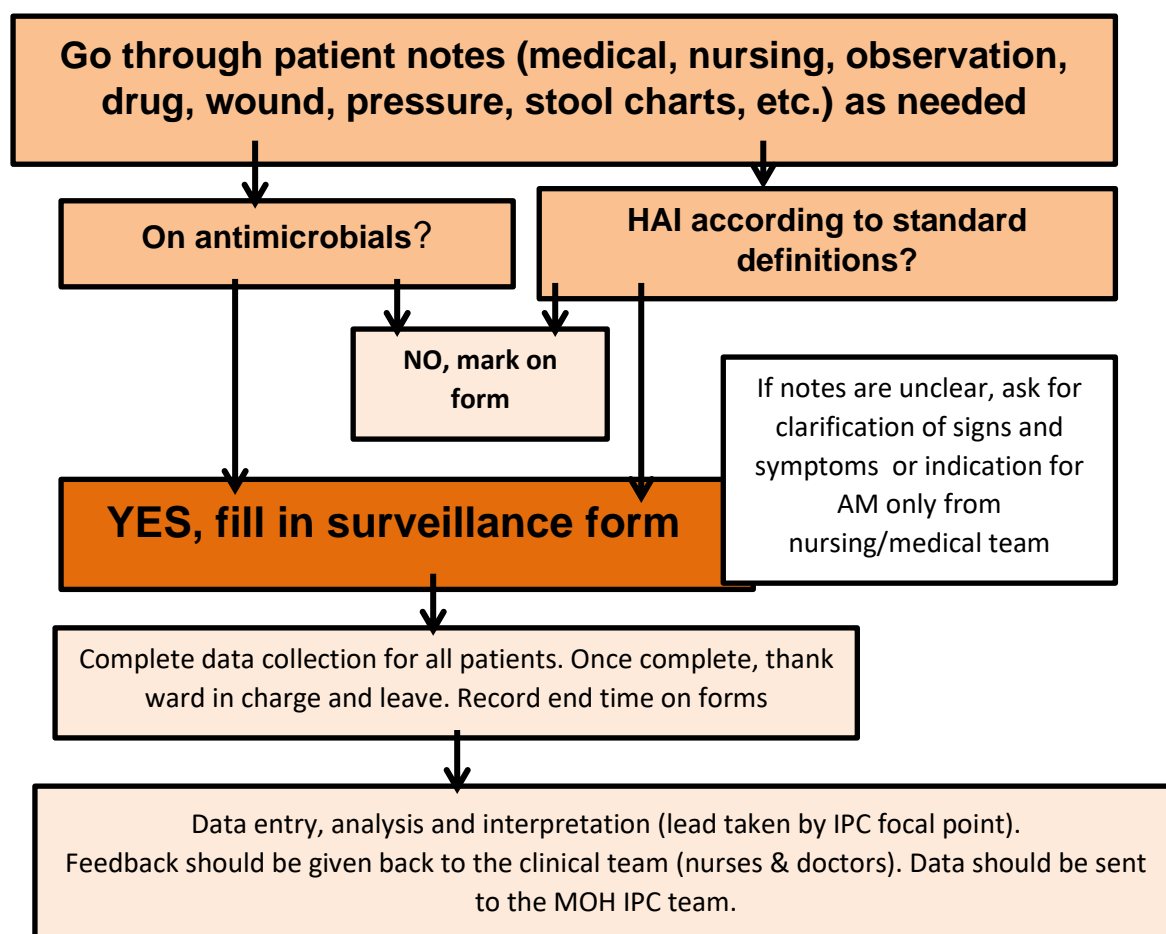 Go through patient notes (medical, nursing, observation,
drug, wound, pressure, stool charts, etc.) as needed
On antimicrobials?
HAI according to standard
definitions?
NO, mark on
form
If notes are unclear, ask for
clarification of signs and
symptoms or indication for
AM only from
nursing/medical team
YES, fill in surveillance form
Complete data collection for all patients. Once complete, thank
ward in charge and leave. Record end time on forms
Data entry, analysis and interpretation (lead taken by IPC focal point).
Feedback should be given back to the clinical team (nurses & doctors). Data should be sent
to the MOH IPC team.